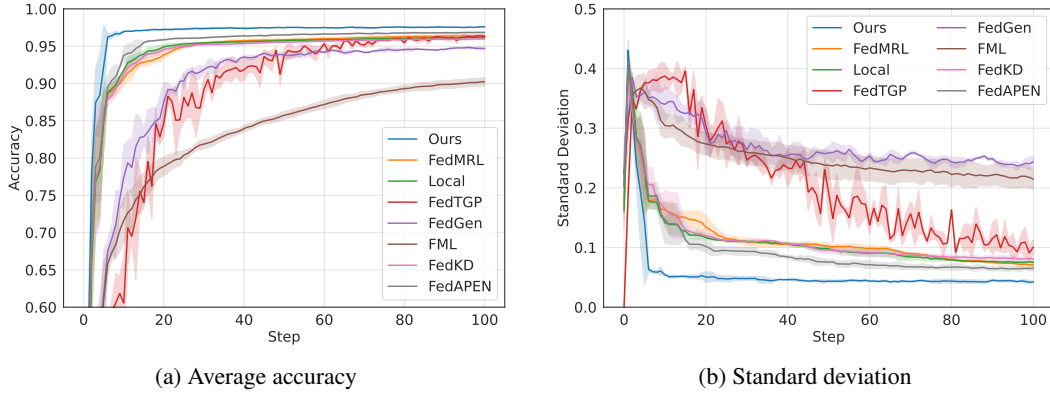 1.00
0.95
0.90
0.85
0.80
0.75
0.70
0.65
0.60
Accuracy
0 20 40 60 80 100
Step
Ours
FedMRL
Local
FedTGP
FedGen
FML
FedKD
FedAPEN
(a) Average accuracy
0.5
0.4
0.3
0.2
0.1
0.0
Standard Deviation
0 20 40 60 80 100
Step
Ours
FedMRL
Local
FedTGP
FedGen
FML
FedKD
FedAPEN
(b) Standard deviation